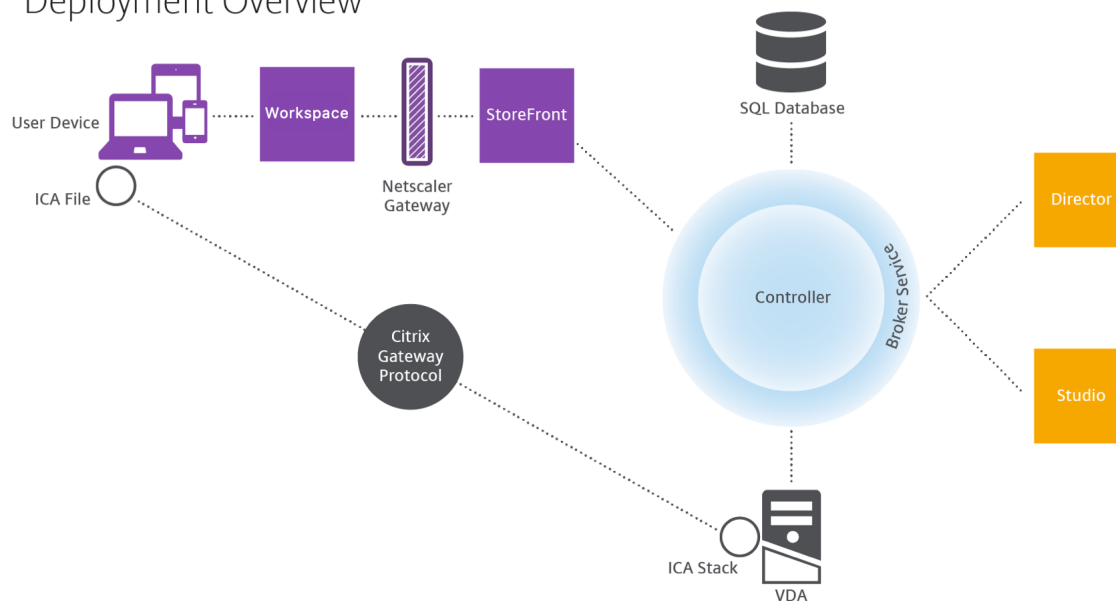 Deployment Overview
SQL Database
User Device
Workspace
StoreFront
Netscaler
Gateway
ICA File
Director
Controller
Broker Service
Citrix
Gateway
Protocol
Studio
ICA Stack
VDA